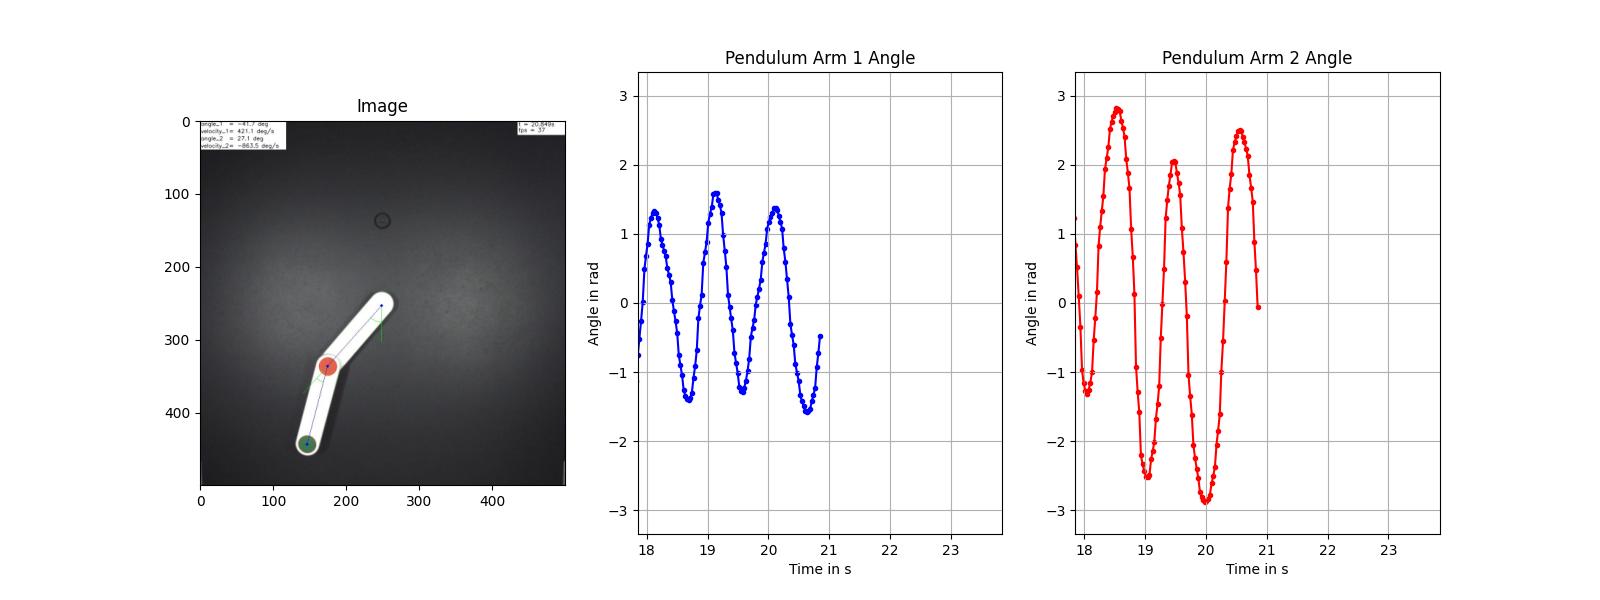 Image
angle_1 = -41.7 deg
velocity_1= 421.1 deg/s
angle_2 = 27.1 deg
velocity_2= -863.5 deg/s
t = 20.849s
fps = 37
0
100
200
300
400
0 100 200 300 400
Pendulum Arm 1 Angle
Angle in rad
3
2
1
0
−1
−2
−3
18 19 20 21 22 23
Time in s
Pendulum Arm 2 Angle
Angle in rad
3
2
1
0
−1
−2
−3
18 19 20 21 22 23
Time in s